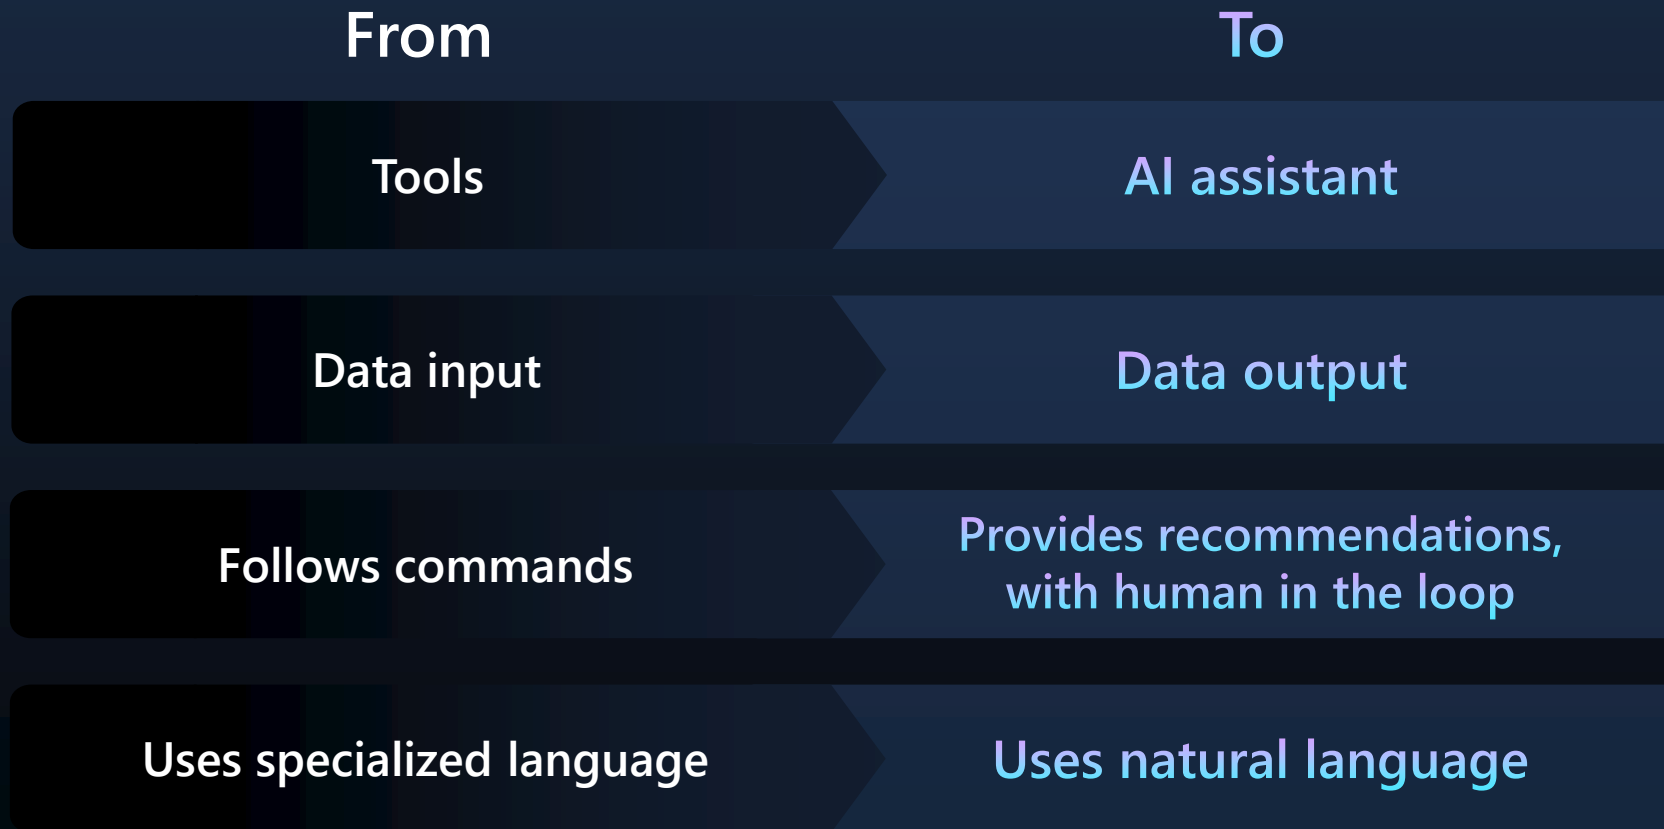 From
To
Tools
AI assistant
Data input
Data output
Follows commands
Provides recommendations,
with human in the loop
Uses specialized language
Uses natural language